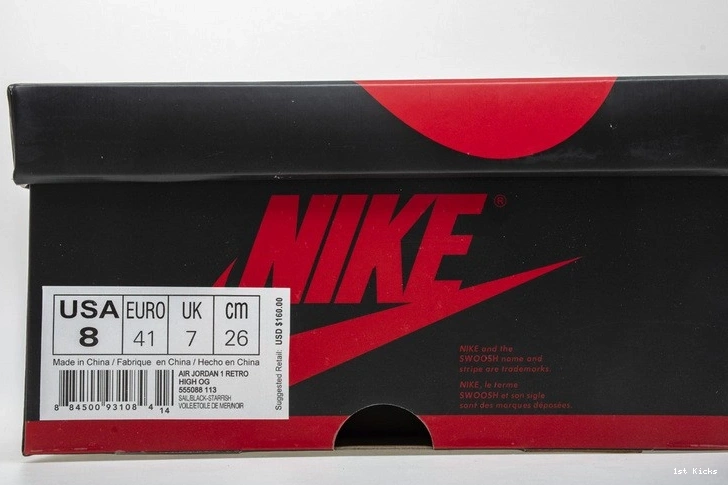 NIKE®
USA EURO UK cm
8 41 7 26
Made in China / Fabrique en China / Hecho en China
AIR JORDAN 1 RETRO
HIGH OG
555088 113
SAIL/BLACK-STARFISH
VOILE/ETOILE DE MER/NOIR
8 84500 93108 4 14
Suggested Retail: USD $160.00
NIKE and the
SWOOSH name and
stripe are trademarks.
NIKE, le terme
SWOOSH et son sigle
sont des marques déposées.
1st Kicks